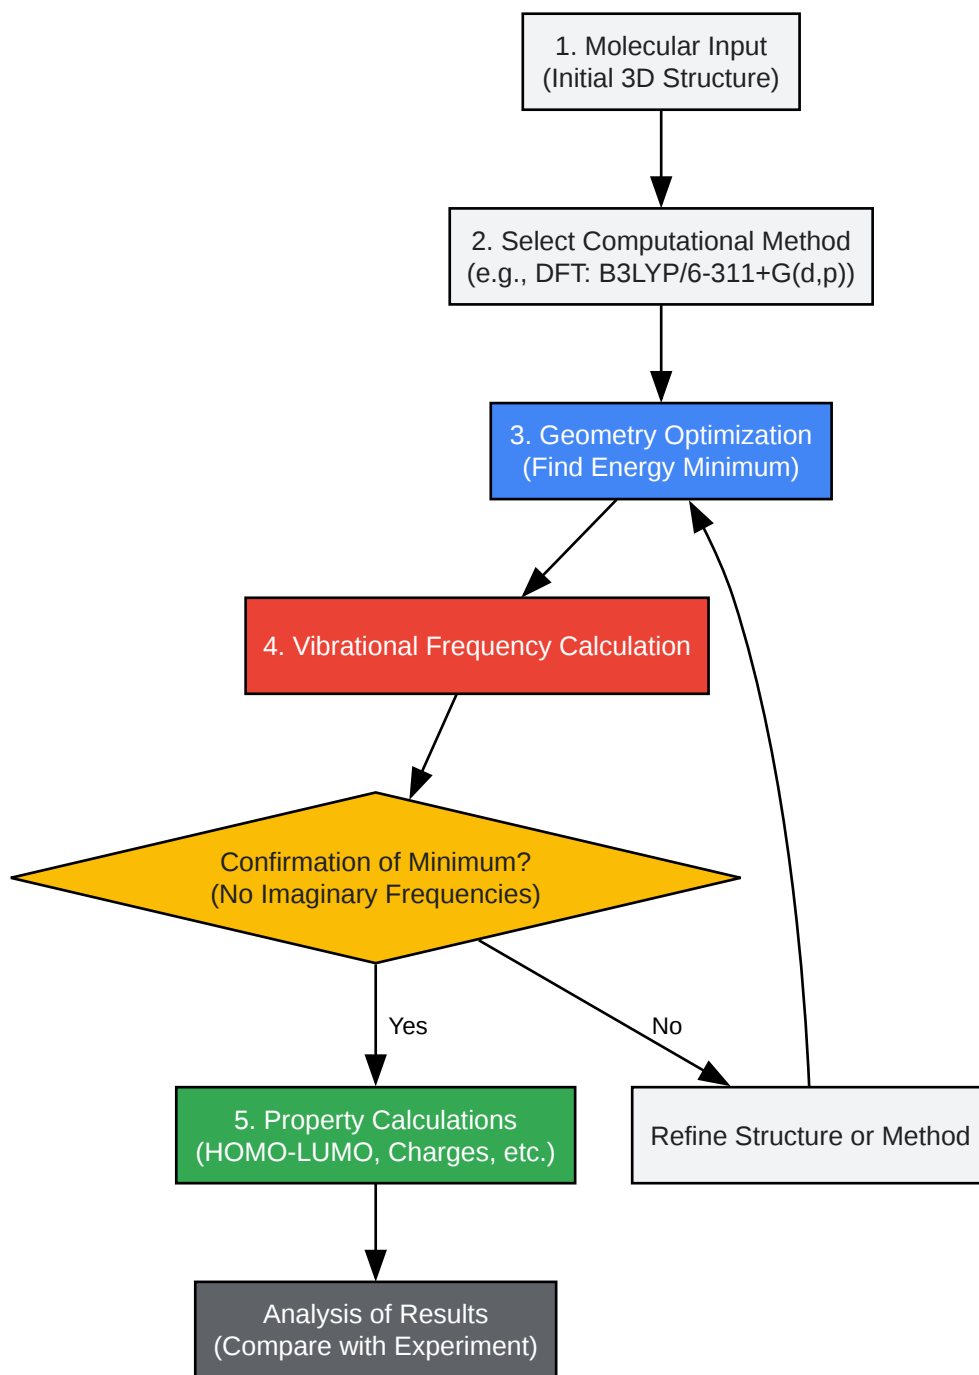 1. Molecular Input
(Initial 3D Structure)
2. Select Computational Method
(e.g., DFT: B3LYP/6-311+G(d,p))
3. Geometry Optimization
(Find Energy Minimum)
4. Vibrational Frequency Calculation
Confirmation of Minimum?
(No Imaginary Frequencies)
Yes
No
5. Property Calculations
(HOMO-LUMO, Charges, etc.)
Refine Structure or Method
Analysis of Results
(Compare with Experiment)